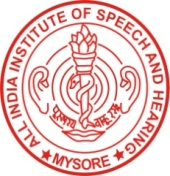 ALL INDIA INSTITUTE OF SPEECH AND HEARING
MYSORE